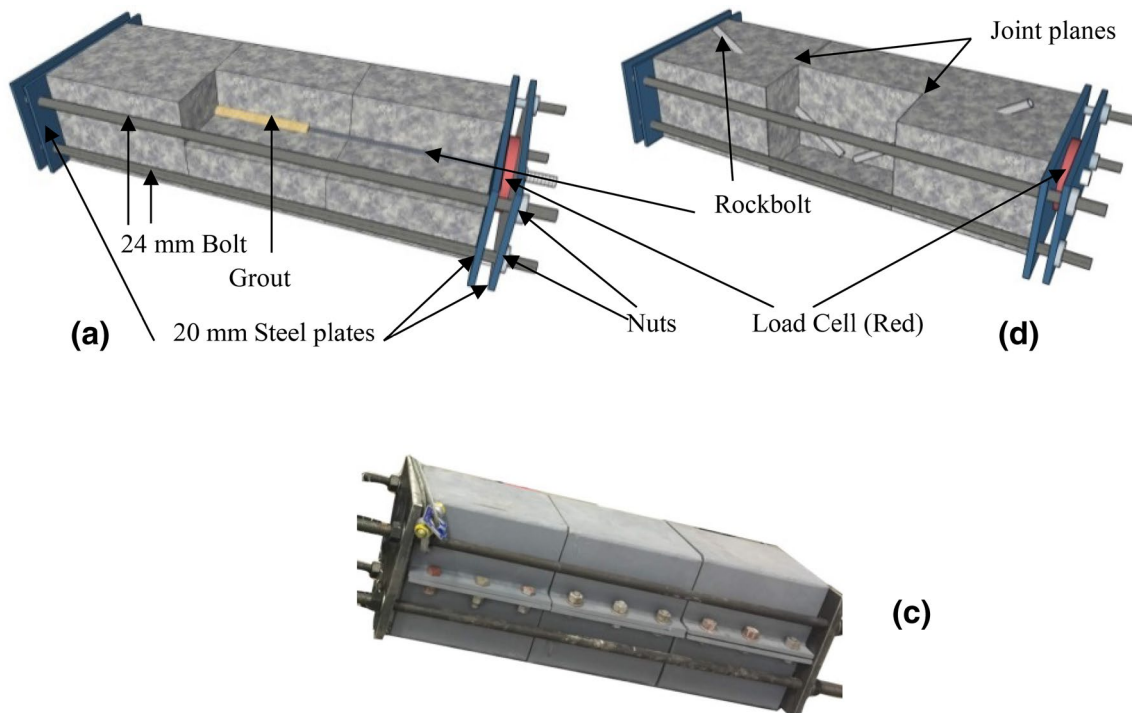 Joint planes
Rockbolt
24 mm Bolt
Grout
20 mm Steel plates
Nuts
Load Cell (Red)
(a)
(d)
(c)